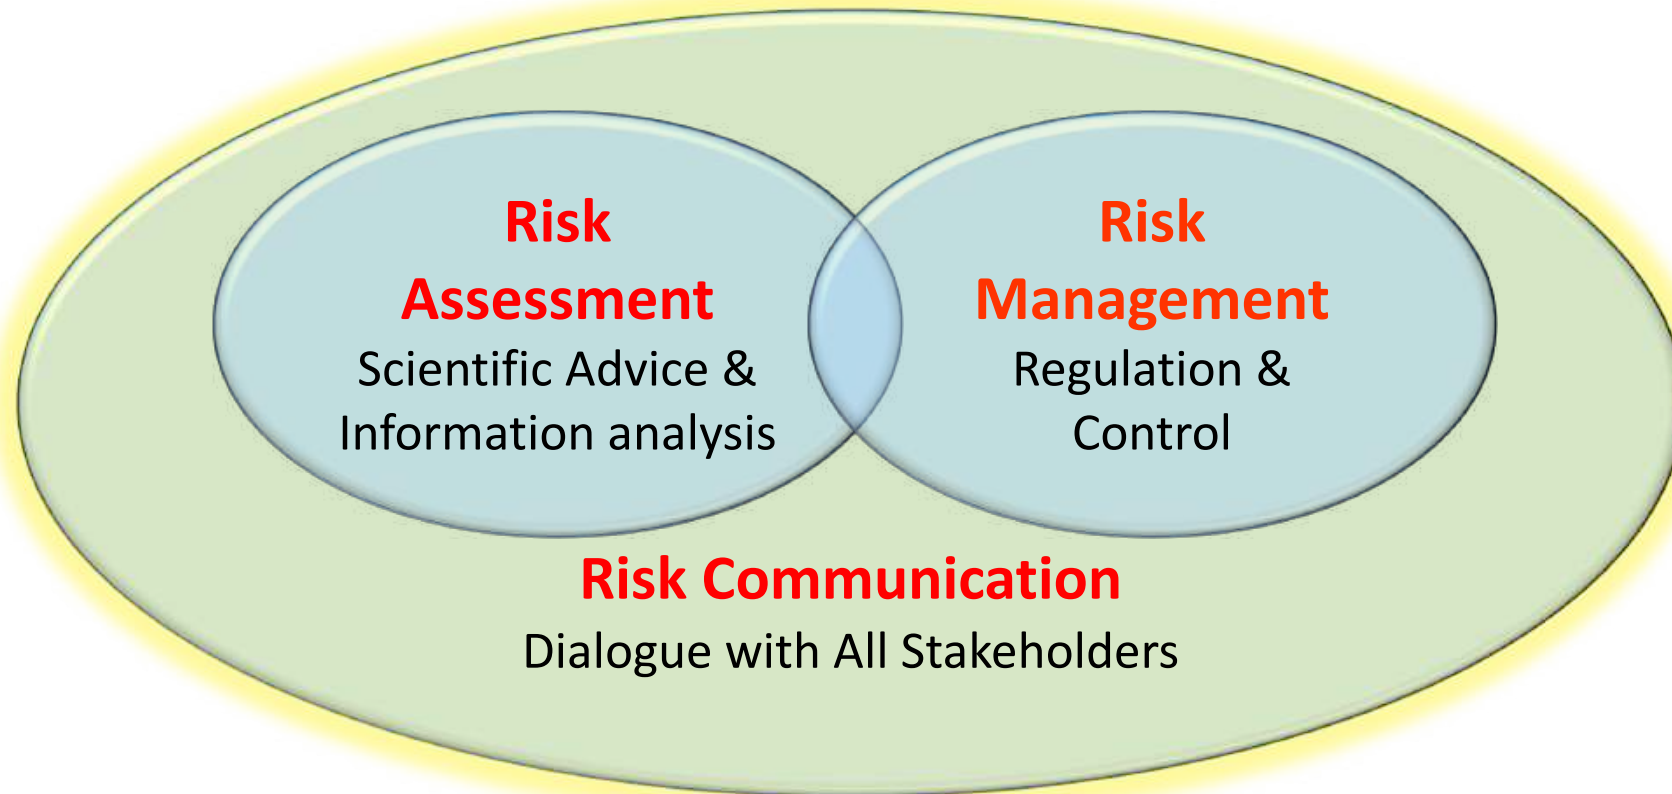 Risk
Assessment
Scientific Advice &
Information analysis
Risk
Management
Regulation &
Control
Risk Communication
Dialogue with All Stakeholders